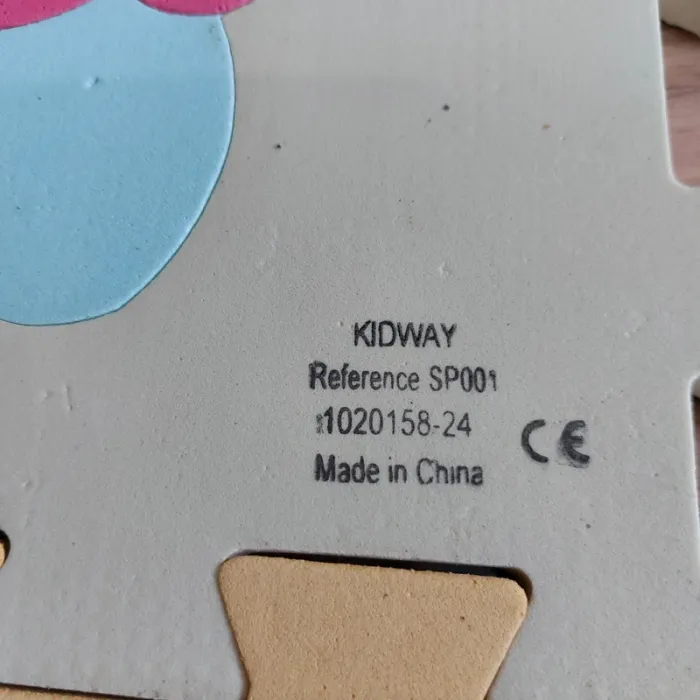 KIDWAY
Reference SP001
1020158-24
Made in China
CE